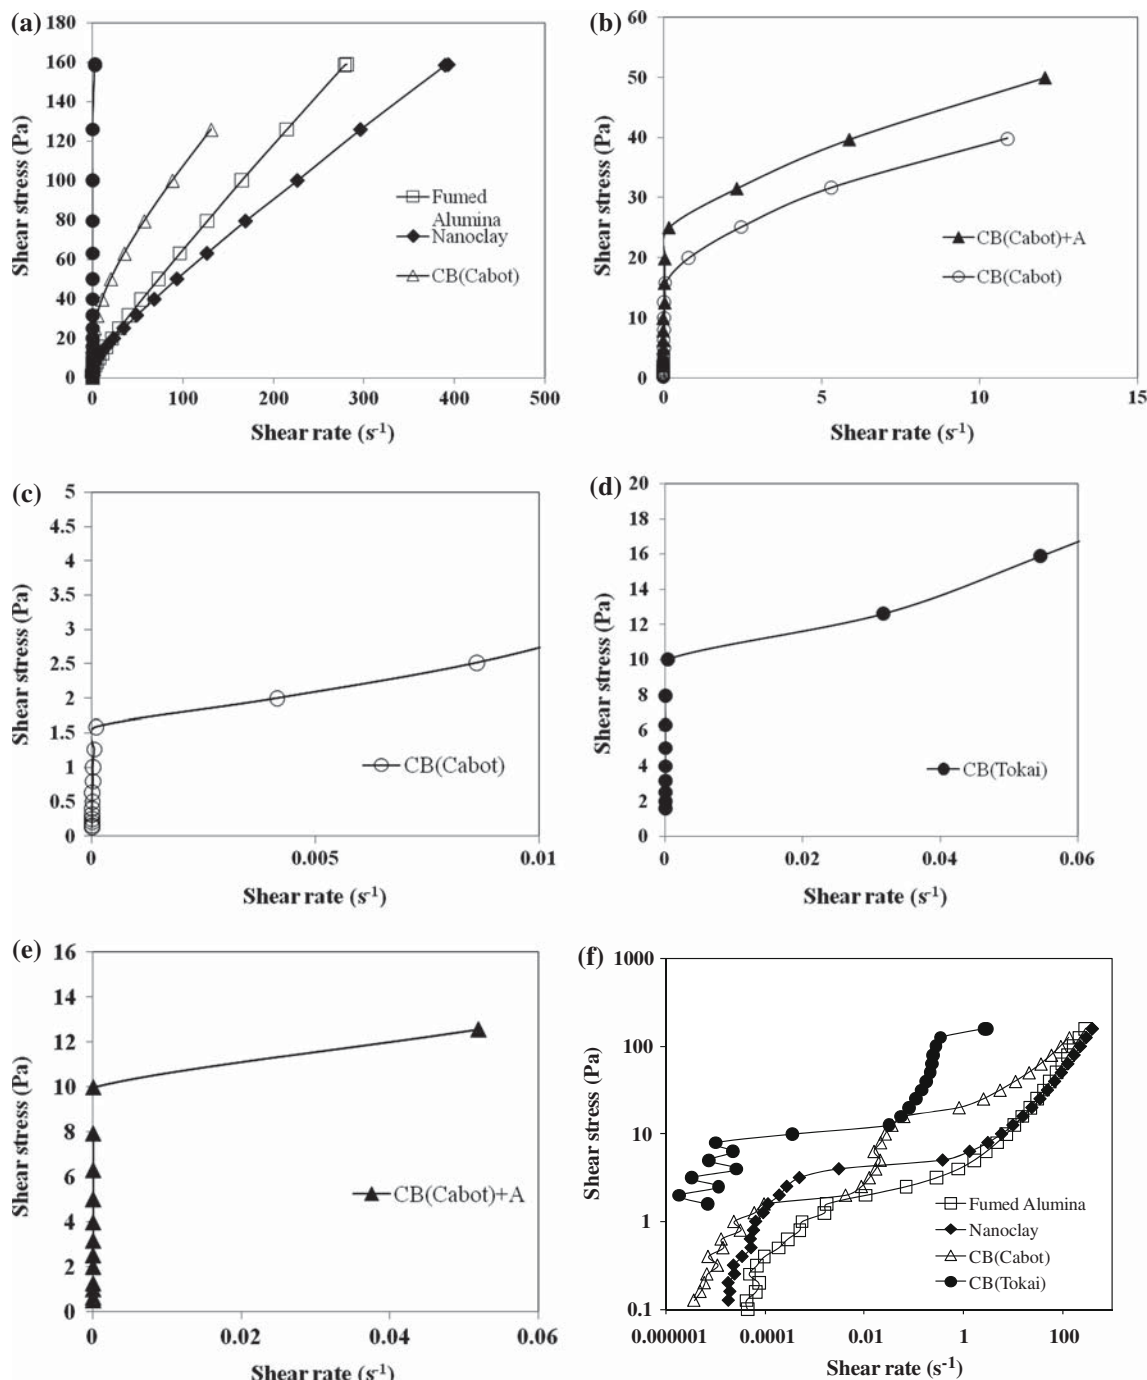 (a)
180
160
140
120
100
80
60
40
20
0
Shear stress (Pa)
0 100 200 300 400 500
Shear rate (s-1)
Fumed
Alumina
Nanoclay
CB(Cabot)
(b)
60
50
40
30
20
10
0
Shear stress (Pa)
0 5 10 15
Shear rate (s-1)
CB(Cabot)+A
CB(Cabot)
(c)
5
4.5
4
3.5
3
2.5
2
1.5
1
0.5
0
Shear stress (Pa)
0 0.005 0.01
Shear rate (s-1)
CB(Cabot)
(d)
20
18
16
14
12
10
8
6
4
2
0
Shear stress (Pa)
0 0.02 0.04 0.06
Shear rate (s-1)
CB(Tokai)
(e)
16
14
12
10
8
6
4
2
0
Shear stress (Pa)
0 0.02 0.04 0.06
Shear rate (s-1)
CB(Cabot)+A
(f)
1000
100
10
1
0.1
Shear stress (Pa)
0.000001 0.0001 0.01 1 100
Shear rate (s-1)
Fumed Alumina
Nanoclay
CB(Cabot)
CB(Tokai)